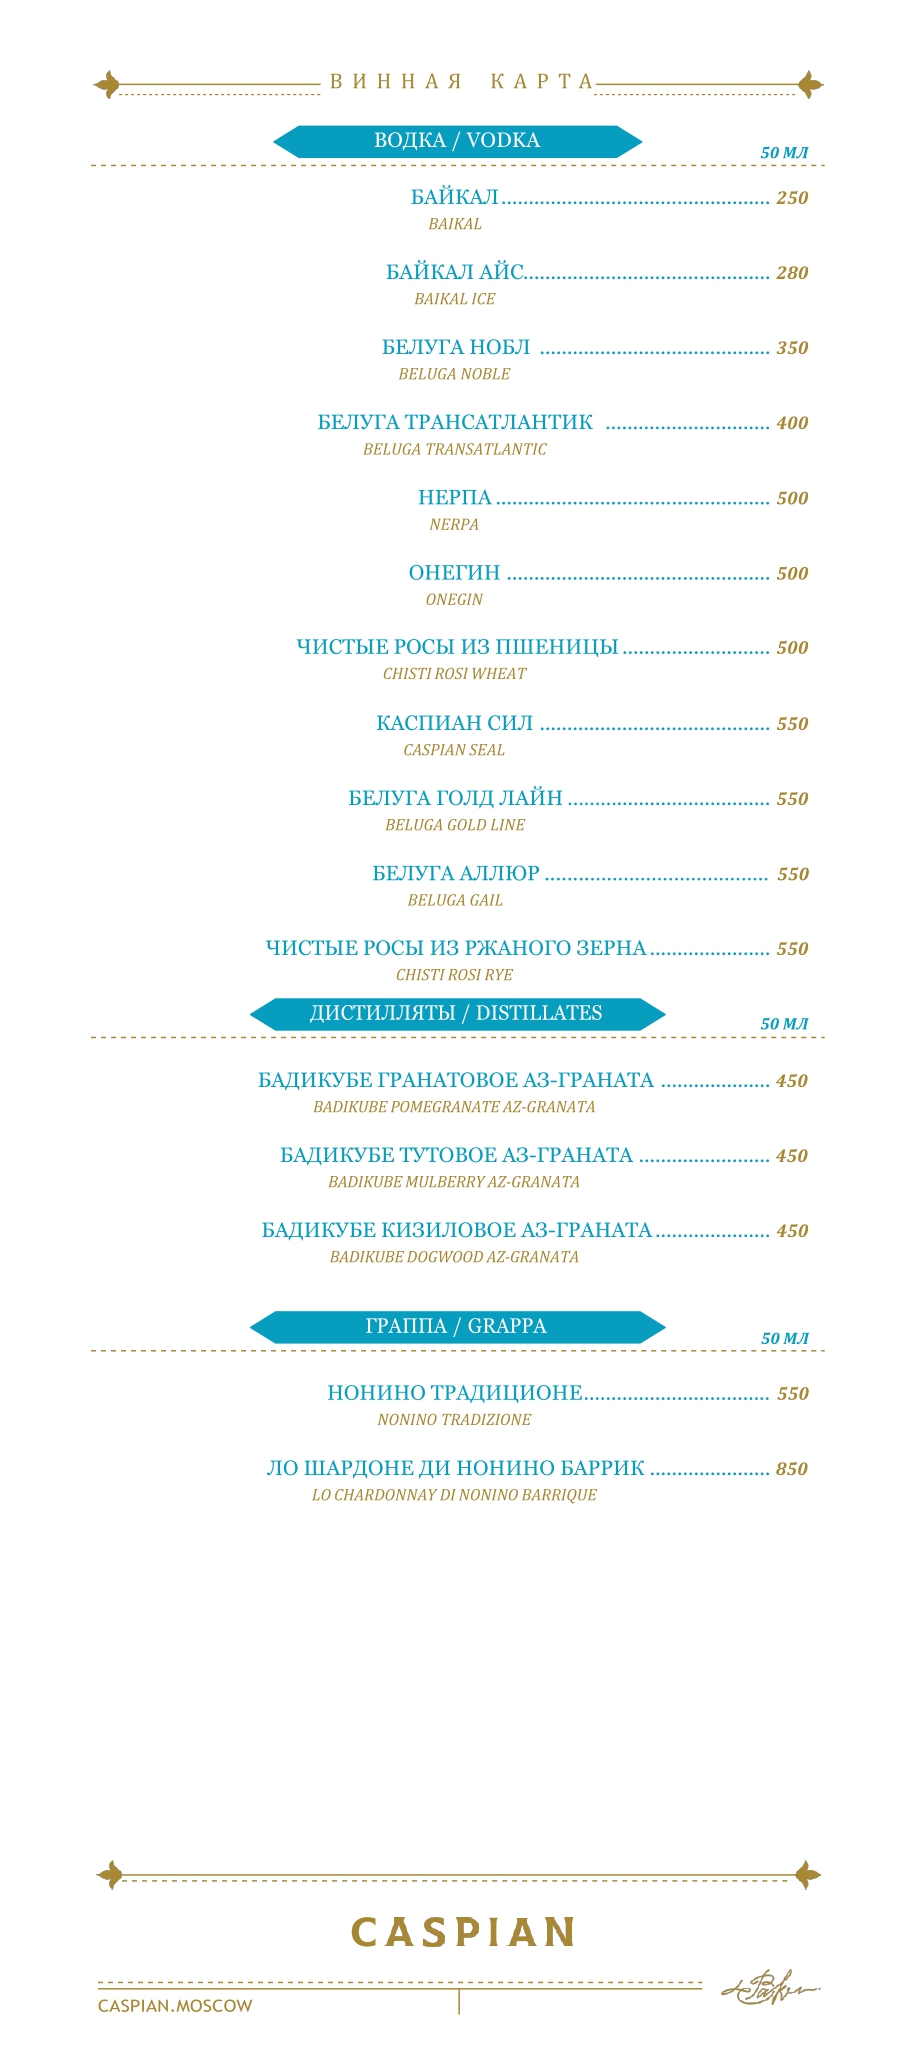 ВИННАЯ КАРТА
ВОДКА / VODKA
50 МЛ
БАЙКАЛ ........................................ 250
BAIKAL
БАЙКАЛ АЙС........................................ 280
BAIKAL ICE
БЕЛУГА НОБЛ ........................................ 350
BELUGA NOBLE
БЕЛУГА ТРАНСАТЛАНТИК ........................................ 400
BELUGA TRANSATLANTIC
НЕРПА ........................................ 500
NERPA
ОНЕГИН ........................................ 500
ONEGIN
ЧИСТЫЕ РОСЫ ИЗ ПШЕНИЦЫ ........................... 500
CHISTI ROSI WHEAT
КАСПИАН СИЛ ........................................ 550
CASPIAN SEAL
БЕЛУГА ГОЛД ЛАЙН ........................................ 550
BELUGA GOLD LINE
БЕЛУГА АЛЛЮР ........................................ 550
BELUGA GAIL
ЧИСТЫЕ РОСЫ ИЗ РЖАНОГО ЗЕРНА ...................... 550
CHISTI ROSI RYE
ДИСТИЛЛЯТЫ / DISTILLATES
50 МЛ
БАДИКУБЕ ГРАНАТОВОЕ АЗ-ГРАНАТА .................... 450
BADIKUBE POMEGRANATE AZ-GRANATA
БАДИКУБЕ ТУТОВОЕ АЗ-ГРАНАТА ........................ 450
BADIKUBE MULBERRY AZ-GRANATA
БАДИКУБЕ КИЗИЛОВОЕ АЗ-ГРАНАТА ..................... 450
BADIKUBE DOGWOOD AZ-GRANATA
ГРАППА / GRAPPA
50 МЛ
НОНИНО ТРАДИЦИОНЕ.................................. 550
NONINO TRADIZIONE
ЛО ШАРДОНЕ ДИ НОНИНО БАРРИК ...................... 850
LO CHARDONNAY DI NONINO BARRIQUE
CASPIAN
CASPIAN.MOSCOW